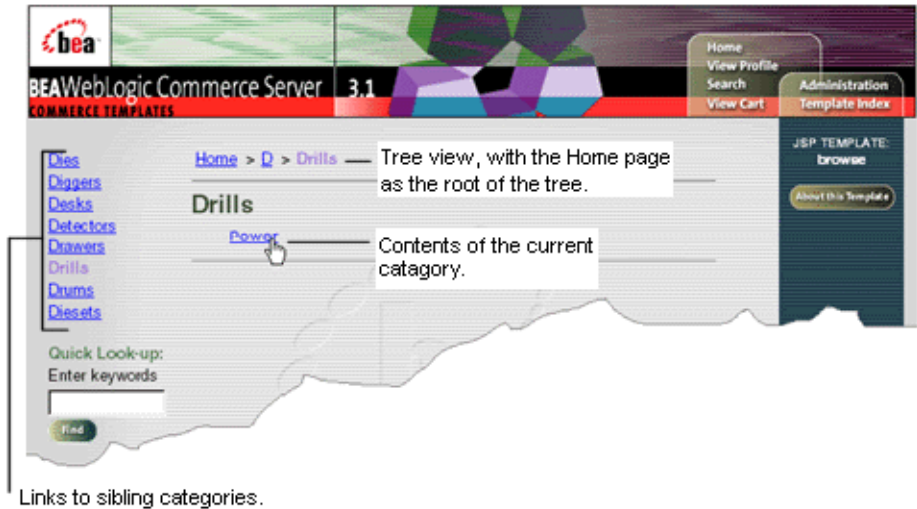 bea
Home
View Profile
Search
View Cart
Administration
Template Index
BEAWebLogic Commerce Server 3.1
COMMERCE TEMPLATES
JSP TEMPLATE:
browse
About this Template
Dies
Diggers
Desks
Detectors
Drawers
Drills
Drums
Diesets
Home > D > Drills
Tree view, with the Home page
as the root of the tree.
Drills
Power
Contents of the current
catagory.
Quick Look-up:
Enter keywords
Find
Links to sibling categories.